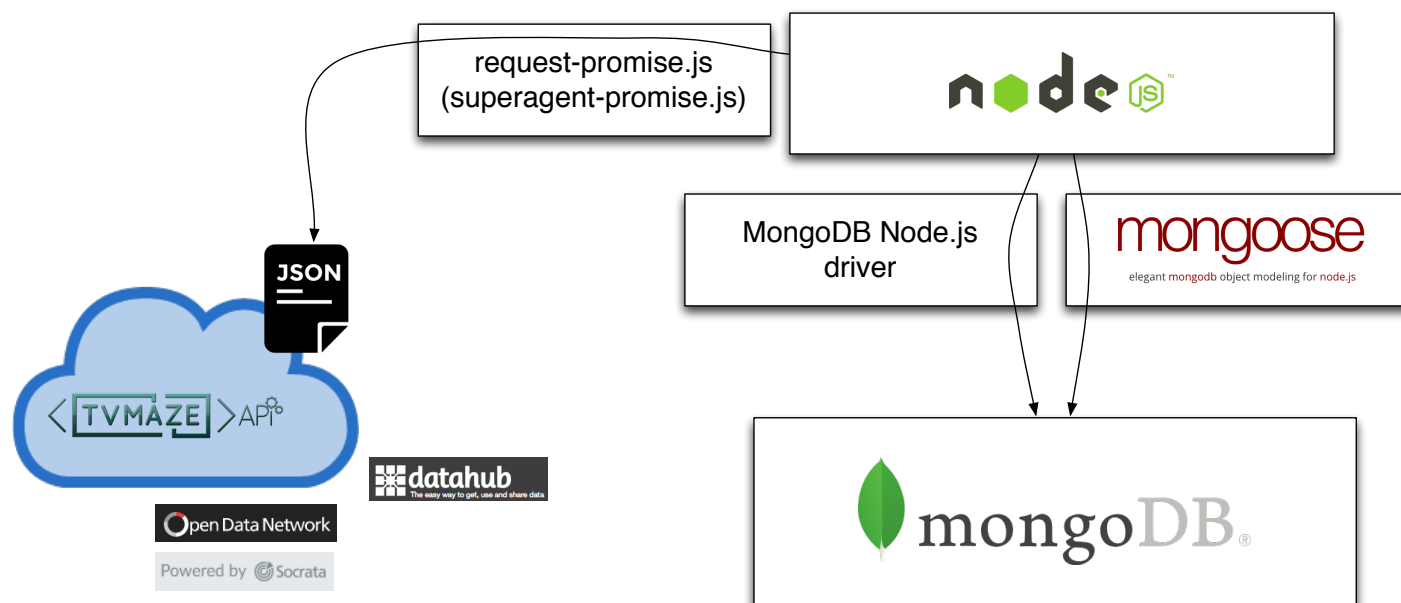 request-promise.js
(superagent-promise.js)
node JS ™
MongoDB Node.js
driver
mongoose
elegant mongodb object modeling for node.js
JSON
<TVMAZE>API
datahub
The easy way to get, use and share data
Open Data Network
Powered by Socrata
mongoDB®